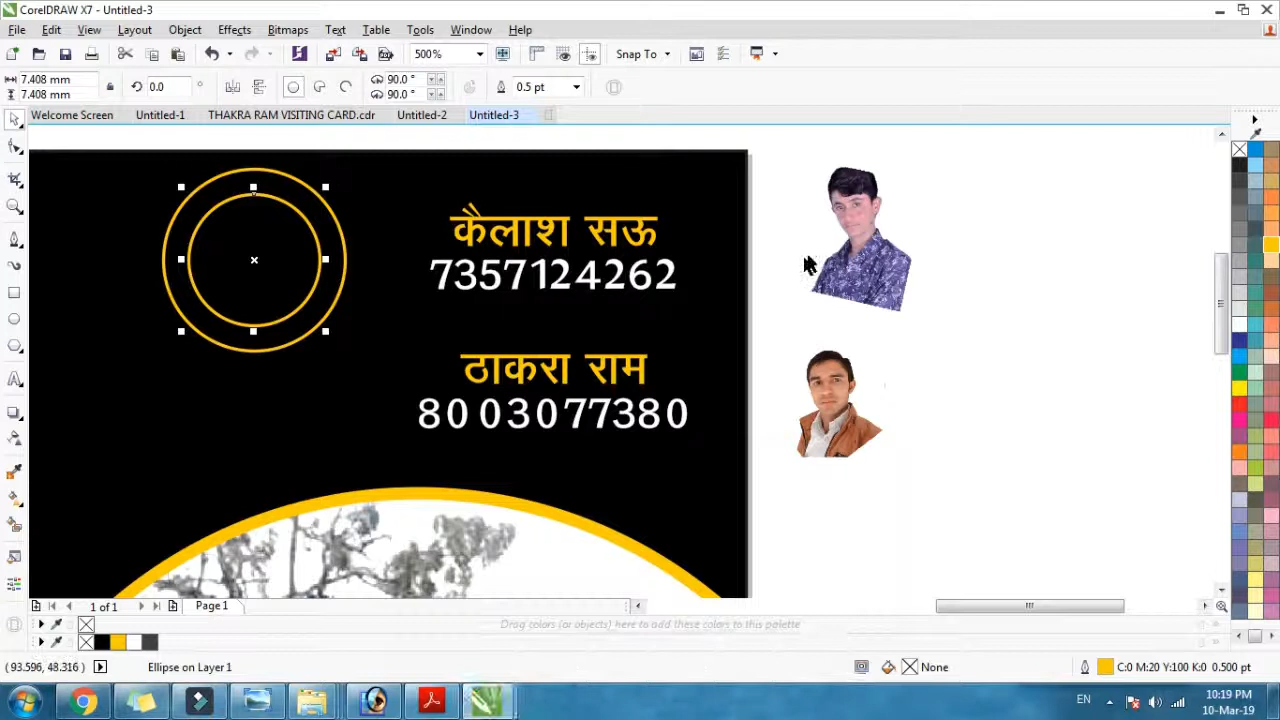 CorelDRAW X7 - Untitled-3
File Edit View Layout Object Effects Bitmaps Text Table Tools Window Help
500% Snap To
7.408 mm
7.408 mm
0.0 ° 90.0 ° 90.0 ° 0.5 pt
Welcome Screen Untitled-1 THAKRA RAM VISITING CARD.cdr Untitled-2 Untitled-3
कैलाश सऊ
7357124262
ठाकरा राम
80 03077380
1 of 1 Page 1
Drag colors (or objects) here to add these colors to this palette
(93.596, 48.316) Ellipse on Layer 1 None C:0 M:20 Y:100 K:0 0.500 pt
EN 10:19 PM
10-Mar-19